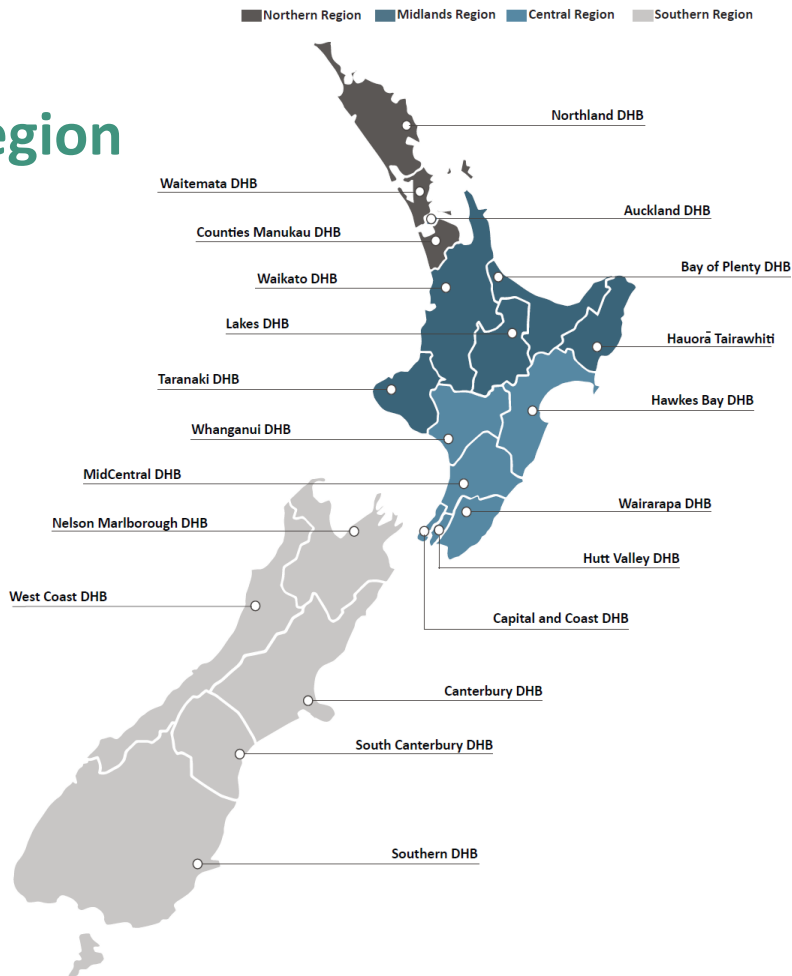 Northern Region Midlands Region Central Region Southern Region
egion
Northland DHB
Waitemata DHB
Auckland DHB
Counties Manukau DHB
Bay of Plenty DHB
Waikato DHB
Lakes DHB
Hauorā Tairawhiti
Taranaki DHB
Hawkes Bay DHB
Whanganui DHB
MidCentral DHB
Wairarapa DHB
Nelson Marlborough DHB
Hutt Valley DHB
West Coast DHB
Capital and Coast DHB
Canterbury DHB
South Canterbury DHB
Southern DHB